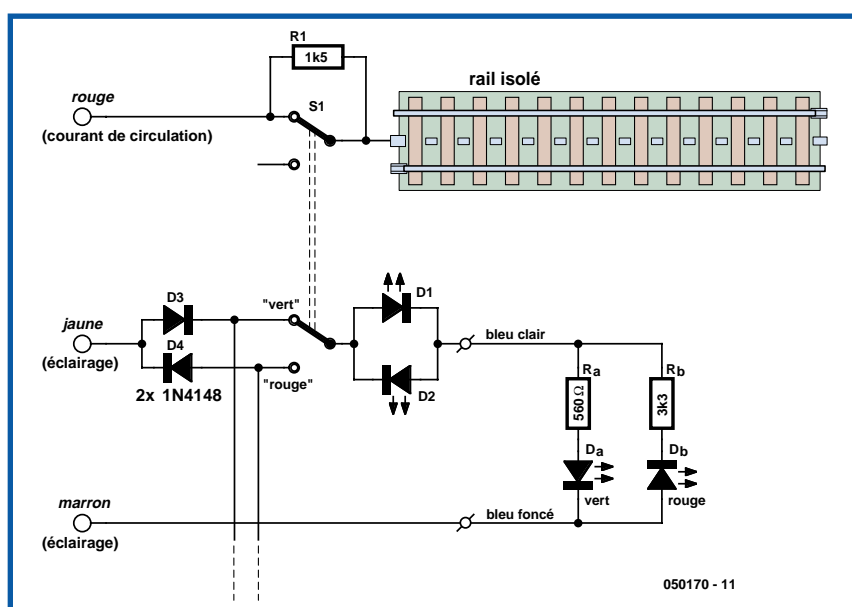 R1
1k5
rail isolé
rouge
S1
(courant de circulation)
D3
"vert"
D1
jaune
bleu clair
(éclairage)
D4
Ra
Rb
2x 1N4148
"rouge"
D2
560Ω
3k3
Da
Db
vert
rouge
marron
bleu foncé
(éclairage)
050170 - 11